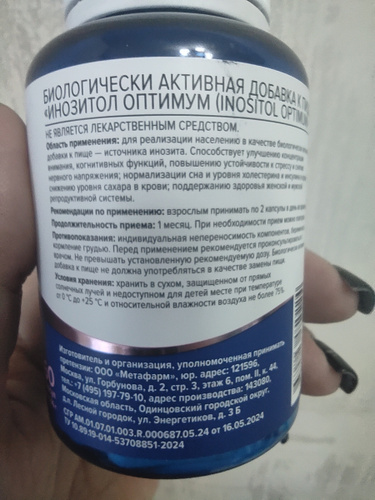 БИОЛОГИЧЕСКИ АКТИВНАЯ ДОБАВКА К
«ИНОЗИТОЛ ОПТИМУМ (INOSITOL OPTIMUM
НЕ ЯВЛЯЕТСЯ ЛЕКАРСТВЕННЫМ СРЕДСТВОМ.
Область применения: для реализации населению в качестве биологически
добавки к пище — источника инозита. Способствует улучшению концентрации
внимания, когнитивных функций, повышению устойчивости к стрессу и снижению
нервного напряжения; нормализации сна и уровня холестерина и инсулина
снижению уровня сахара в крови; поддержанию здоровья женской и мужской
репродуктивной системы.
Рекомендации по применению: взрослым принимать по 2 капсулы в день
Продолжительность приема: 1 месяц. При необходимости прием можно
Противопоказания: индивидуальная непереносимость компонентов,
кормление грудью. Перед применением рекомендуется проконсультироваться
врачом. Не превышать установленную рекомендуемую дозу.
добавка к пище не должна употребляться в качестве замены пищи.
Условия хранения: хранить в сухом, защищенном от прямых
солнечных лучей и недоступном для детей месте при температуре
от 0 °C до +25 °C и относительной влажности воздуха не более 75%.
Изготовитель и организация, уполномоченная принимать
претензии: ООО «Метафарм», юр. адрес: 121596,
Москва, ул. Горбунова, д. 2, стр. 3, этаж 6, пом. II, к. 44,
тел.: +7 (495) 197-79-10, адрес производства: 143080,
Московская область, Одинцовский городской округ,
дп. Лесной городок, ул. Энергетиков, д. 3 Б
СГР AM.01.07.01.003.R.000687.05.24 от 16.05.2024
ТУ 10.89.19-014-53708851-2024